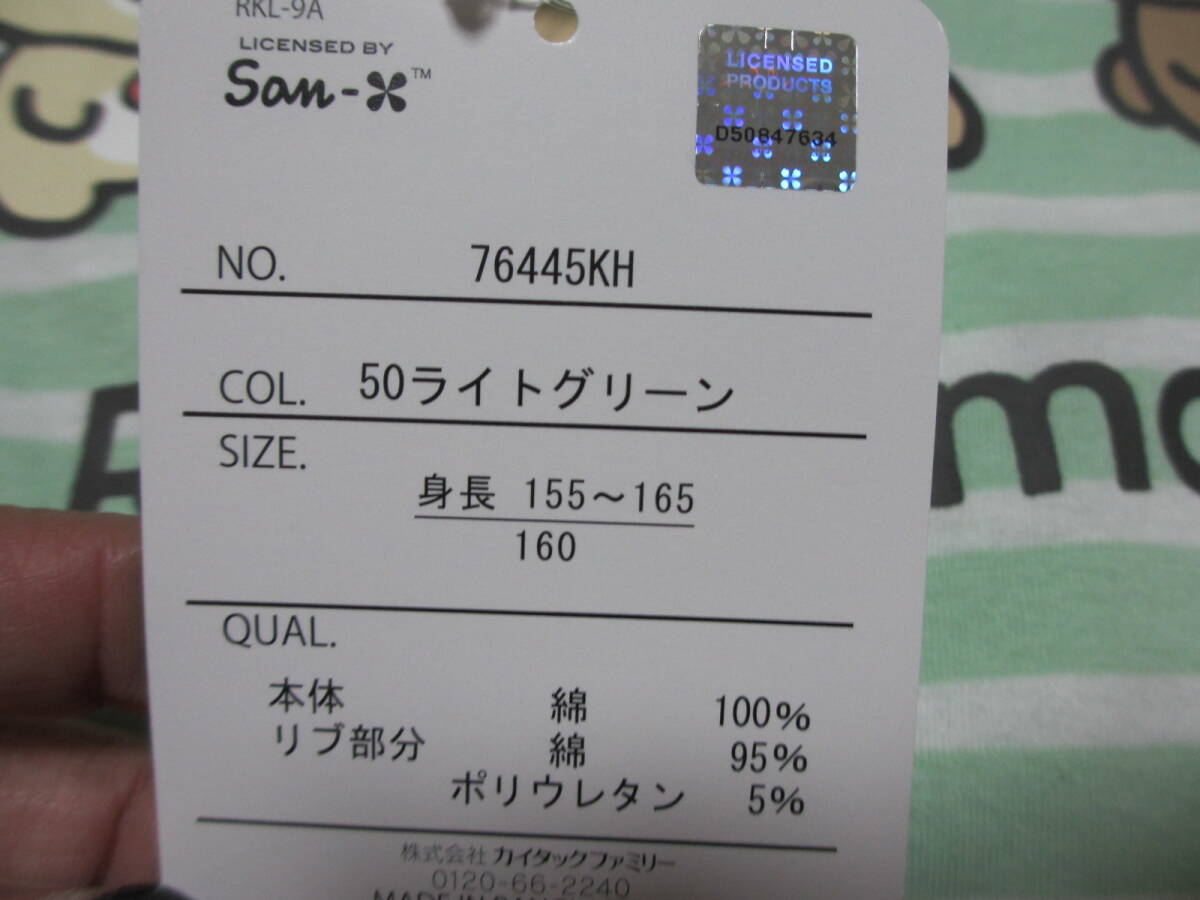 RKL-9A
LICENSED BY
San-X™
LICENSED
PRODUCTS
D50847634
NO. 76445KH
COL. 50ライトグリーン
SIZE.
身長 155～165
160
QUAL.
本体 綿 100%
リブ部分 綿 95%
ポリウレタン 5%
株式会社 カイタックファミリー
0120-66-2240
MADE IN